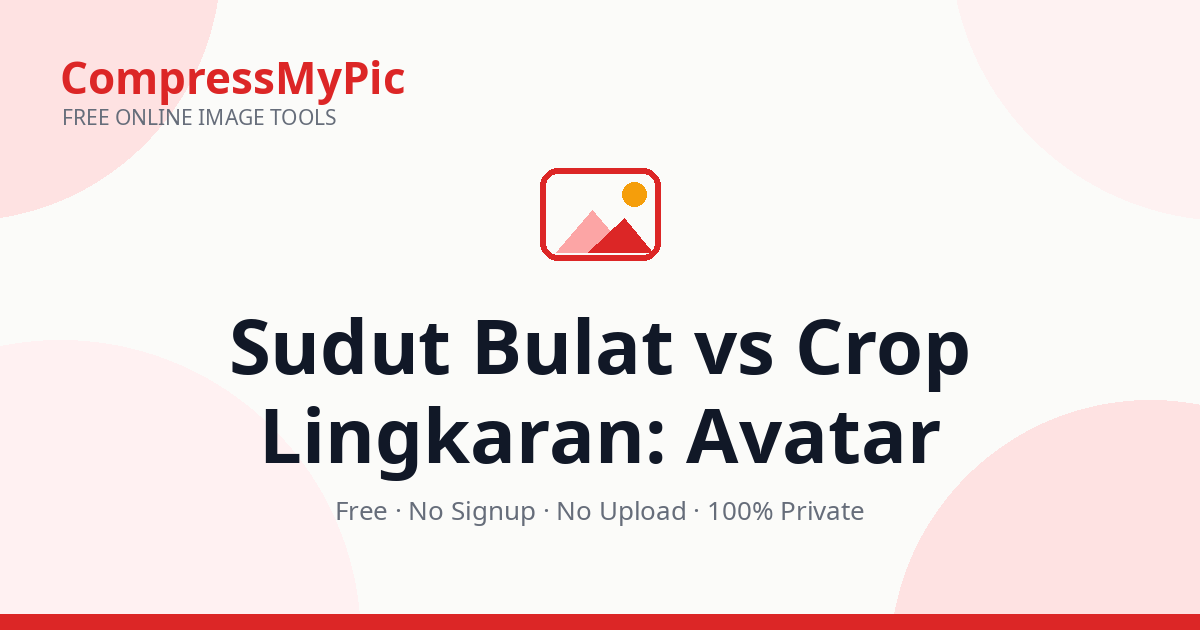 CompressMyPic
FREE ONLINE IMAGE TOOLS
Sudut Bulat vs Crop
Lingkaran: Avatar
Free · No Signup · No Upload · 100% Private